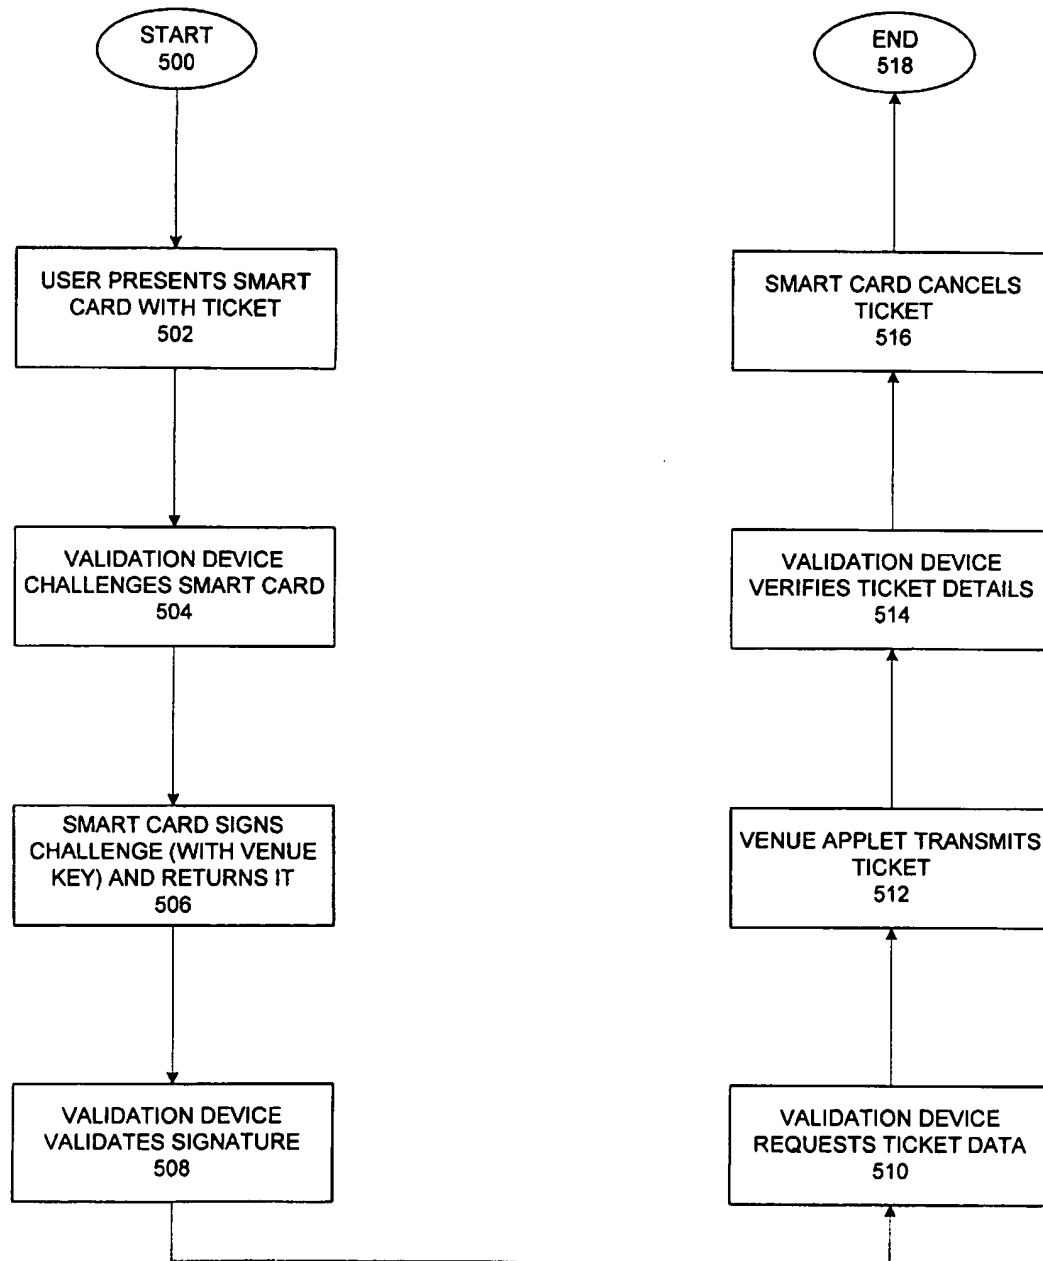 START
500
USER PRESENTS SMART
CARD WITH TICKET
502
VALIDATION DEVICE
CHALLENGES SMART CARD
504
SMART CARD SIGNS
CHALLENGE (WITH VENUE
KEY) AND RETURNS IT
506
VALIDATION DEVICE
VALIDATES SIGNATURE
508
VALIDATION DEVICE
REQUESTS TICKET DATA
510
VENUE APPLET TRANSMITS
TICKET
512
VALIDATION DEVICE
VERIFIES TICKET DETAILS
514
SMART CARD CANCELS
TICKET
516
END
518